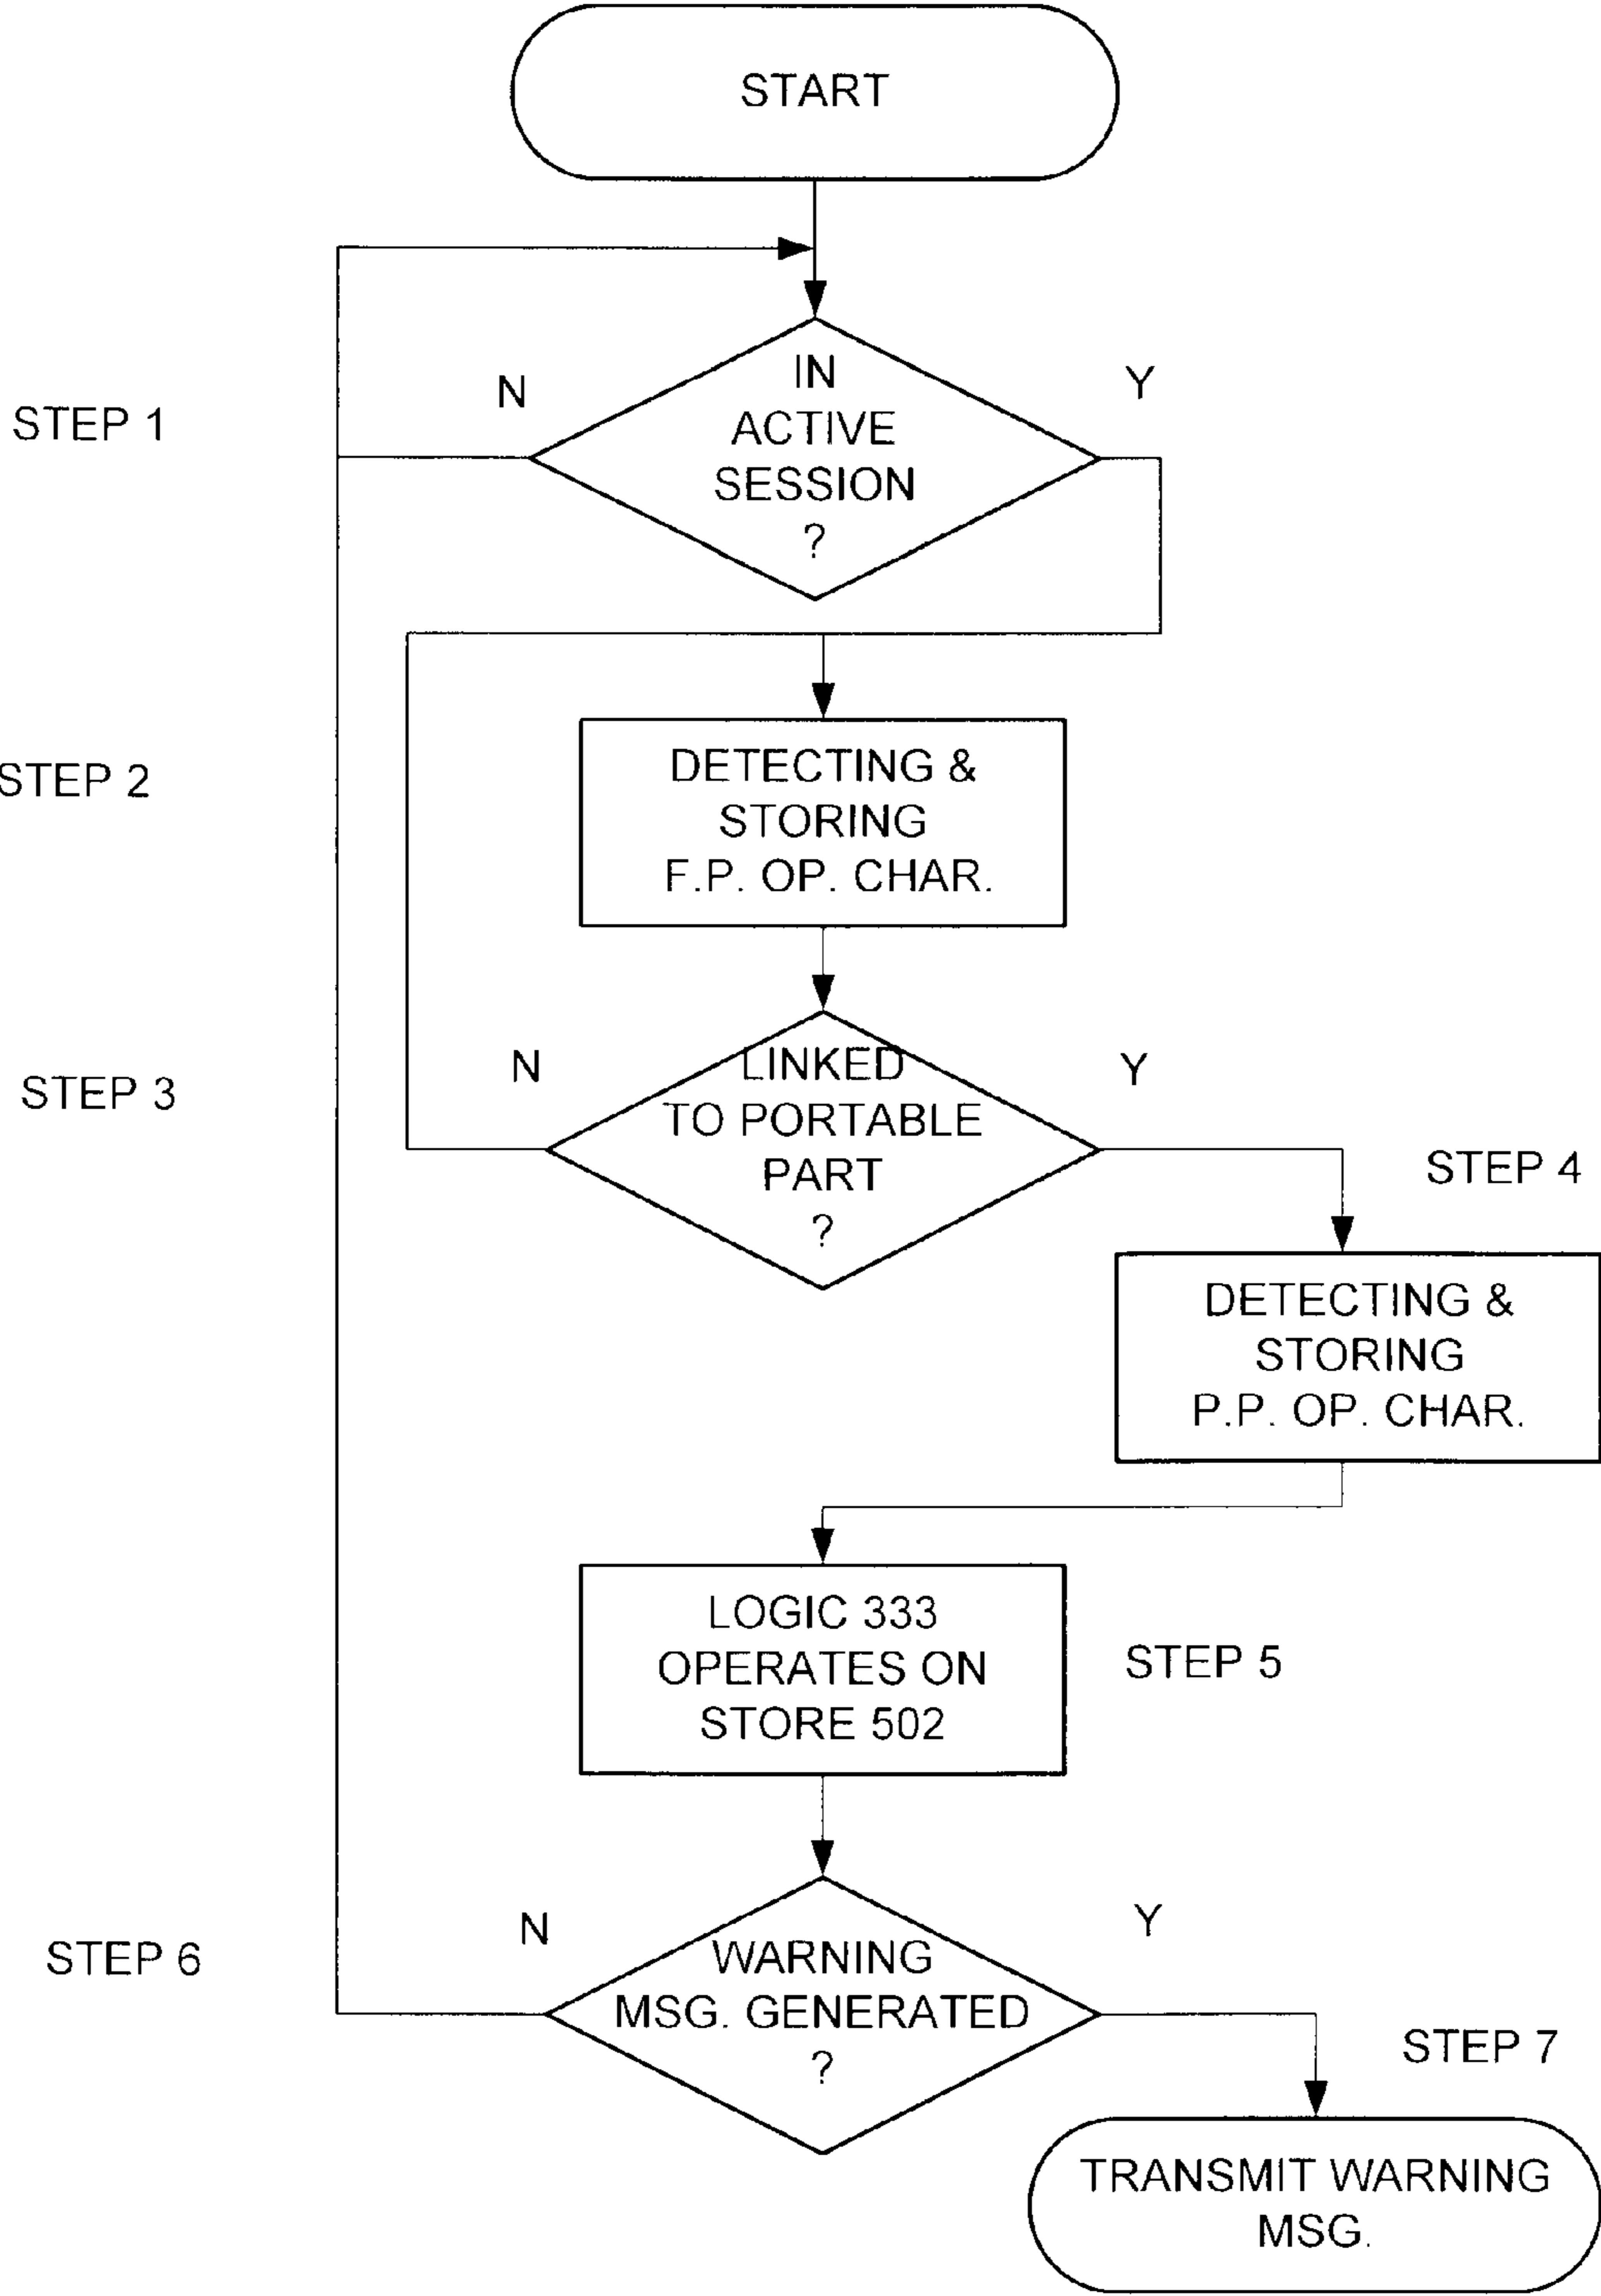 START
STEP 1
N
Y
IN
ACTIVE
SESSION
?
STEP 2
DETECTING &
STORING
F.P. OP. CHAR.
STEP 3
N
Y
LINKED
TO PORTABLE
PART
?
STEP 4
DETECTING &
STORING
P.P. OP. CHAR.
LOGIC 333
OPERATES ON
STORE 502
STEP 5
STEP 6
N
Y
WARNING
MSG. GENERATED
?
STEP 7
TRANSMIT WARNING
MSG.